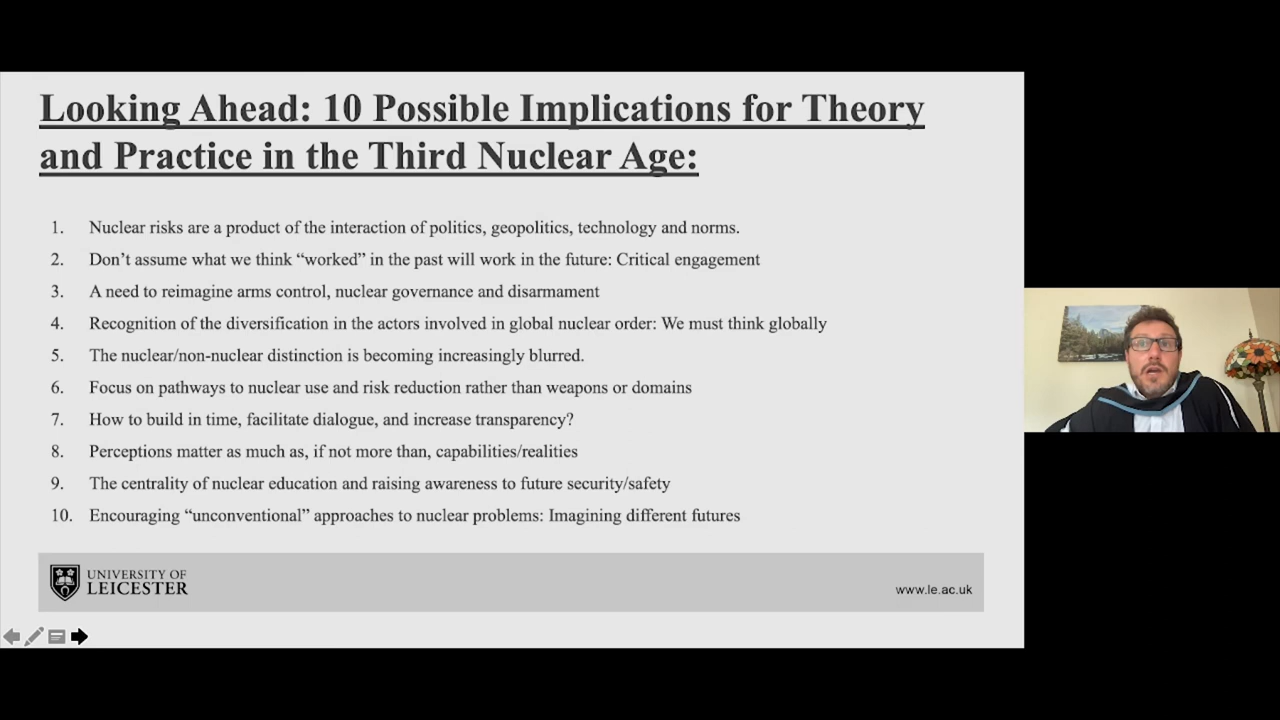 Looking Ahead: 10 Possible Implications for Theory
and Practice in the Third Nuclear Age:
1. Nuclear risks are a product of the interaction of politics, geopolitics, technology and norms.
2. Don’t assume what we think “worked” in the past will work in the future: Critical engagement
3. A need to reimagine arms control, nuclear governance and disarmament
4. Recognition of the diversification in the actors involved in global nuclear order: We must think globally
5. The nuclear/non-nuclear distinction is becoming increasingly blurred.
6. Focus on pathways to nuclear use and risk reduction rather than weapons or domains
7. How to build in time, facilitate dialogue, and increase transparency?
8. Perceptions matter as much as, if not more than, capabilities/realities
9. The centrality of nuclear education and raising awareness to future security/safety
10. Encouraging “unconventional” approaches to nuclear problems: Imagining different futures
UNIVERSITY OF
LEICESTER
www.le.ac.uk